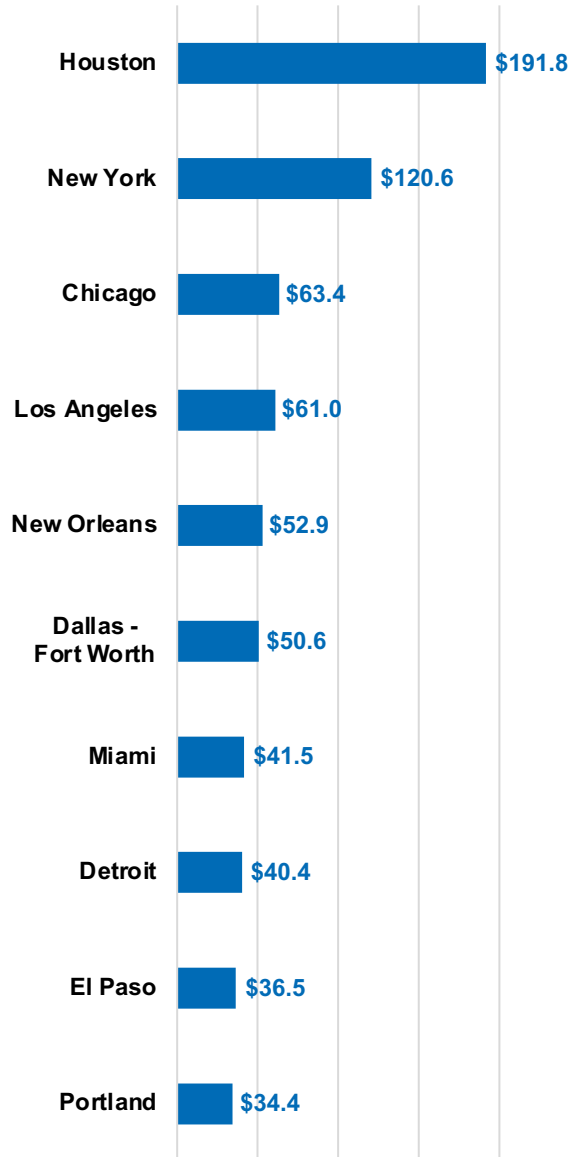 Houston $191.8
New York $120.6
Chicago $63.4
Los Angeles $61.0
New Orleans $52.9
Dallas -
Fort Worth $50.6
Miami $41.5
Detroit $40.4
El Paso $36.5
Portland $34.4